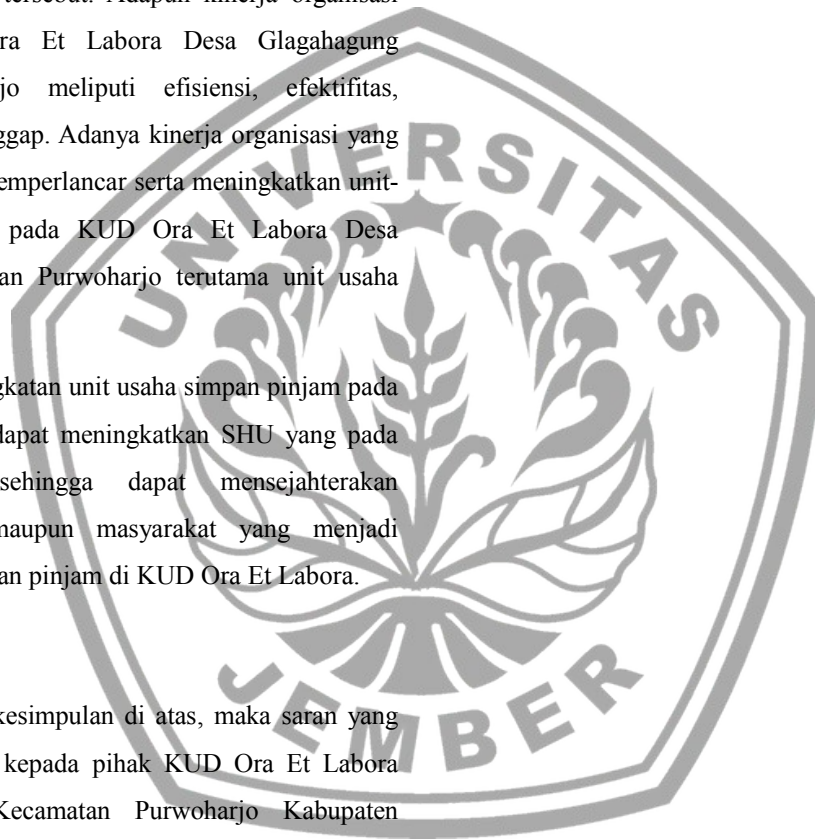 tersebut. Adapun kinerja organisasi
ra Et Labora Desa Glagahagung
jo meliputi efisiensi, efektifitas,
ggap. Adanya kinerja organisasi yang
emperlancar serta meningkatkan unit-
pada KUD Ora Et Labora Desa
an Purwoharjo terutama unit usaha
gkatan unit usaha simpan pinjam pada
dapat meningkatkan SHU yang pada
sehingga dapat mensejahterakan
maupun masyarakat yang menjadi
an pinjam di KUD Ora Et Labora.
kesimpulan di atas, maka saran yang
kepada pihak KUD Ora Et Labora
Kecamatan Purwoharjo Kabupaten
UNIVERSITAS
JEMBER